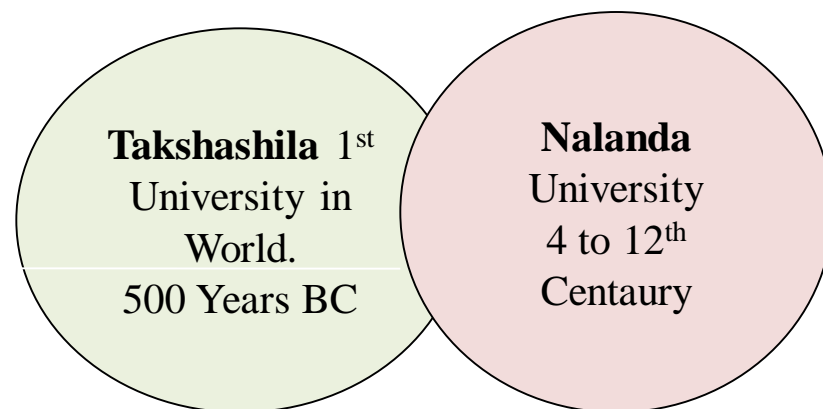 Takshashila 1st
University in
World.
500 Years BC
Nalanda
University
4 to 12th
Centaury